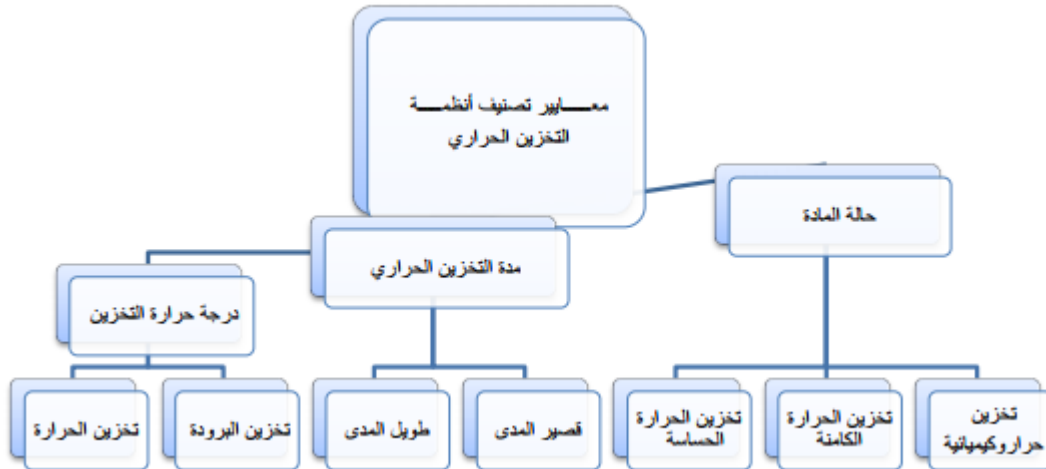 معـــــايير تصنيف أنظمـــــة
التخزين الحراري
حالة المادة
مدة التخزين الحراري
درجة حرارة التخزين
تخزين
حراروكيميائية
تخزين الحرارة
الكامنة
تخزين الحرارة
الحساسة
قصير المدى
طويل المدى
تخزين البرودة
تخزين الحرارة